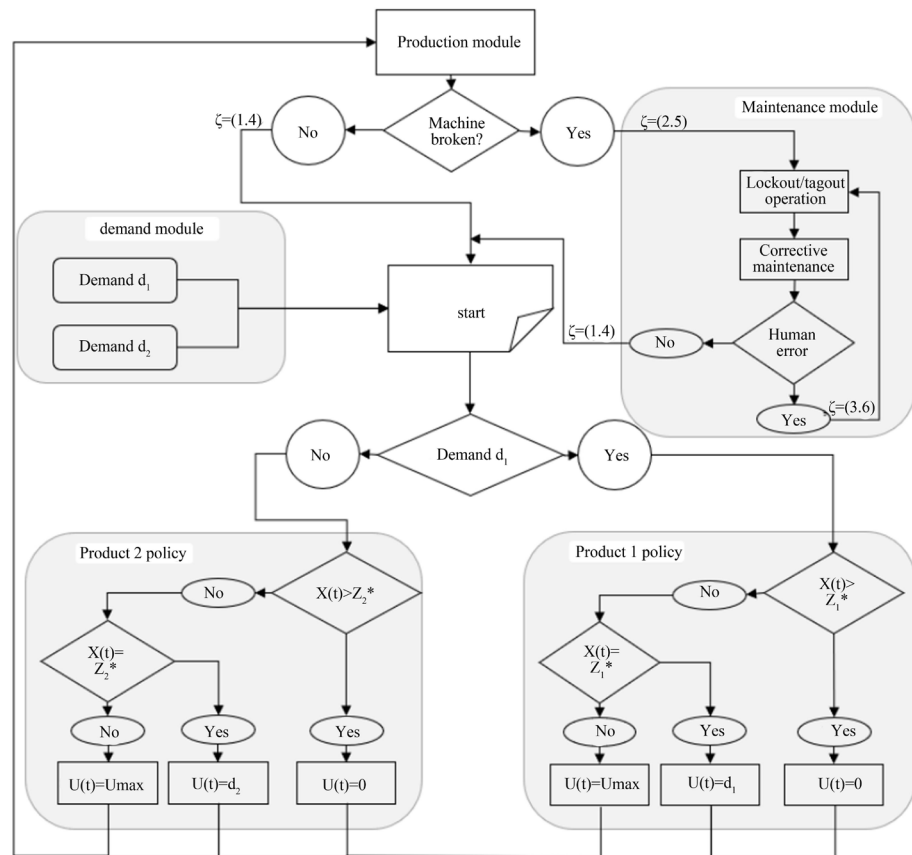 Production module
ζ=(1.4)
No
Machine
broken?
Yes
ζ=(2.5)
Maintenance module
Lockout/tagout
operation
Corrective
maintenance
Human
error
No
ζ=(1.4)
Yes
ζ=(3.6)
demand module
Demand d₁
Demand d₂
start
No
Demand d₁
Yes
Product 2 policy
X(t)>Z₂*
No
X(t)=
Z₂*
No
Yes
Yes
U(t)=Umax
U(t)=d₂
U(t)=0
Product 1 policy
X(t)>
Z₁*
No
X(t)=
Z₁*
No
Yes
Yes
U(t)=Umax
U(t)=d₁
U(t)=0